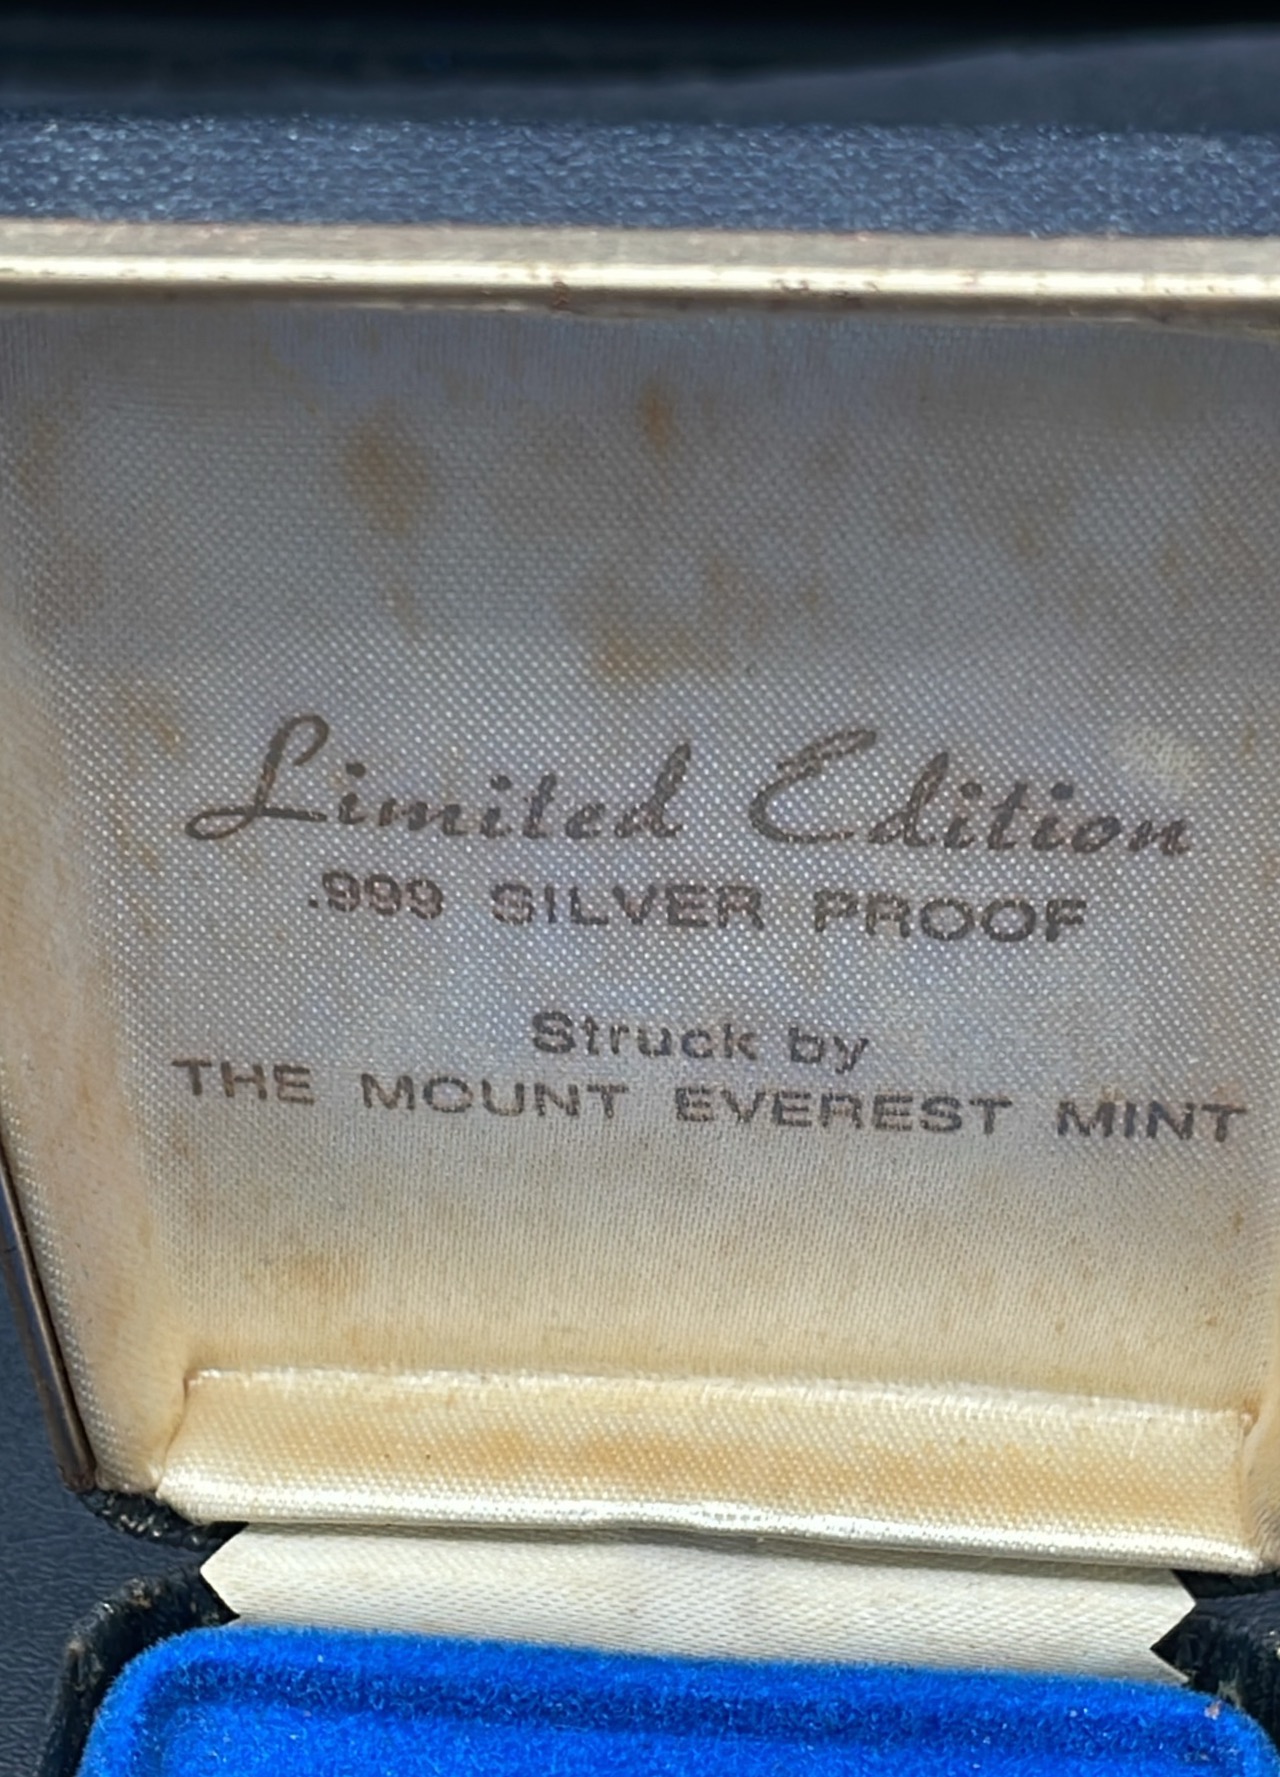 Limited Edition
.999 SILVER PROOF
Struck by
THE MOUNT EVEREST MINT